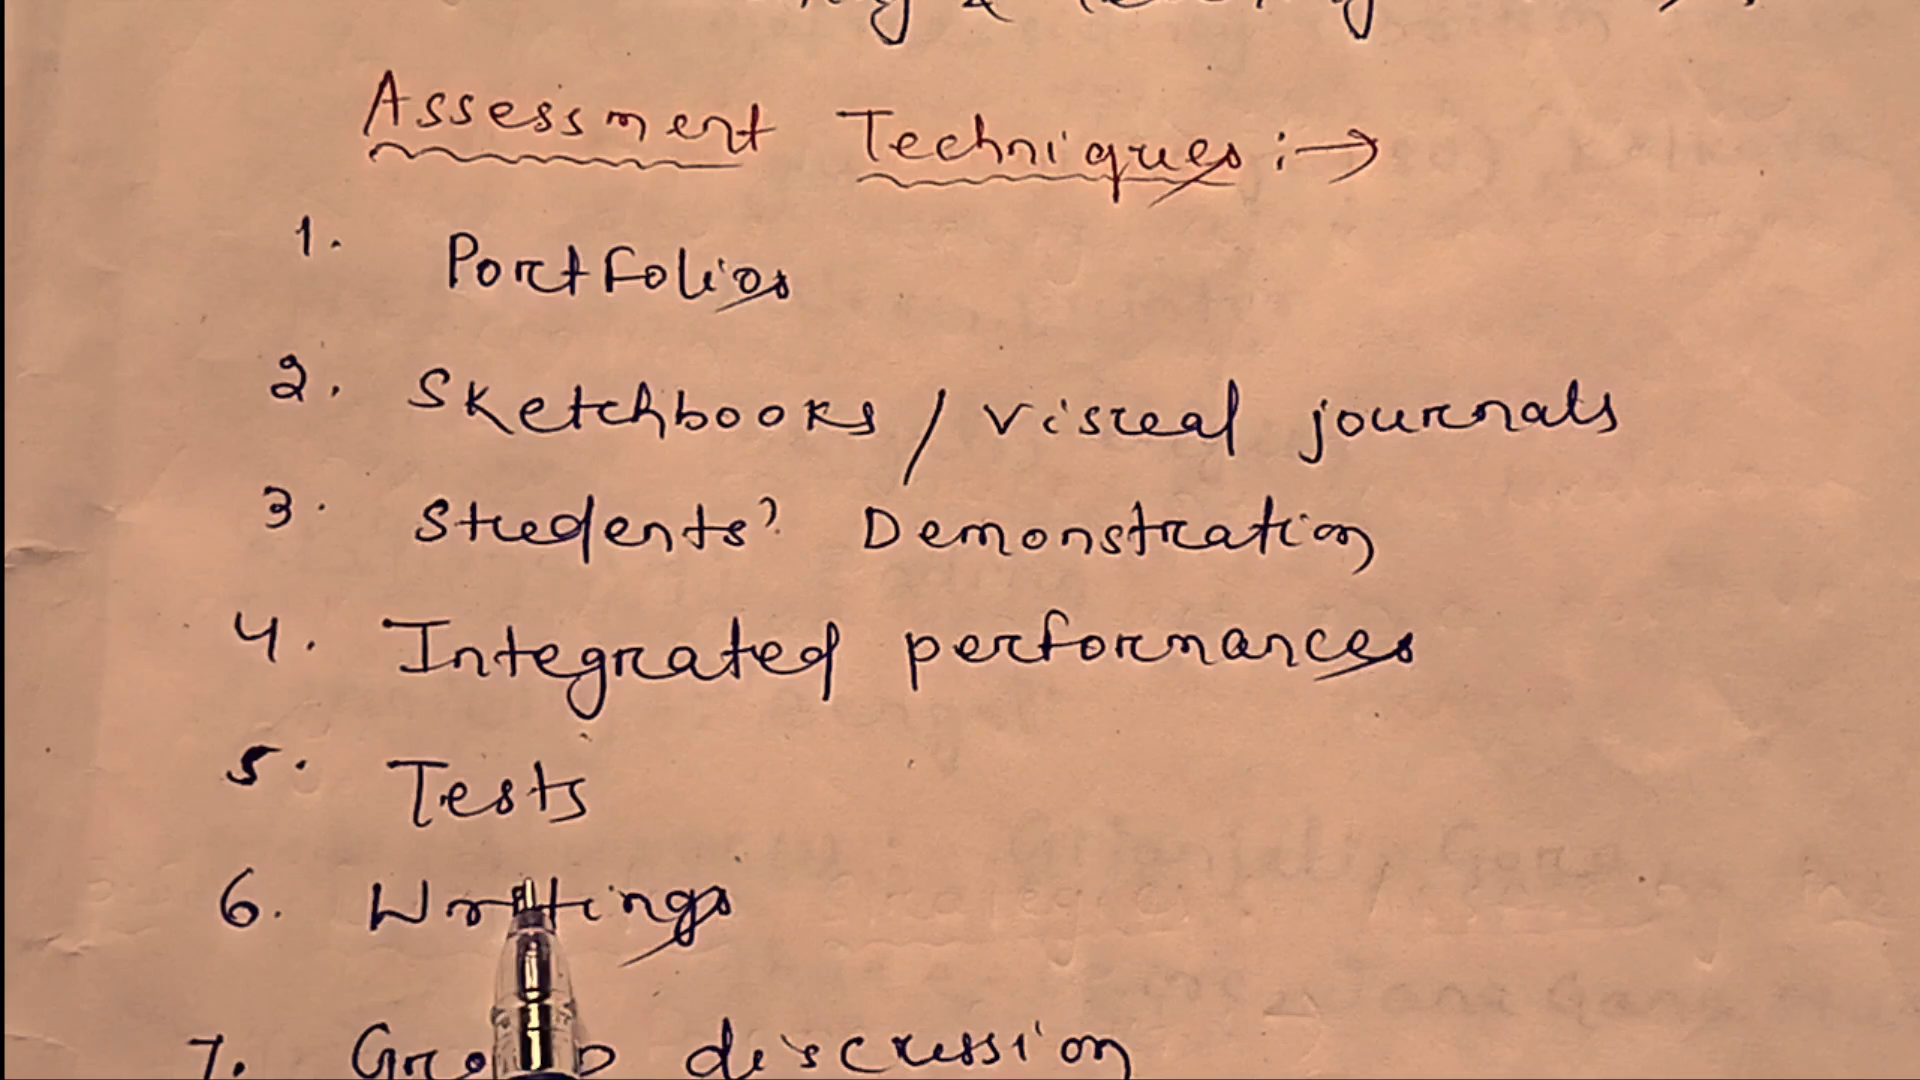 Assessment Techniques :→
1. Portfolios
2. Sketchbooks / visual journals
3. Students' Demonstration
4. Integrated performances
5. Tests
6. Writings
7. Group discussion